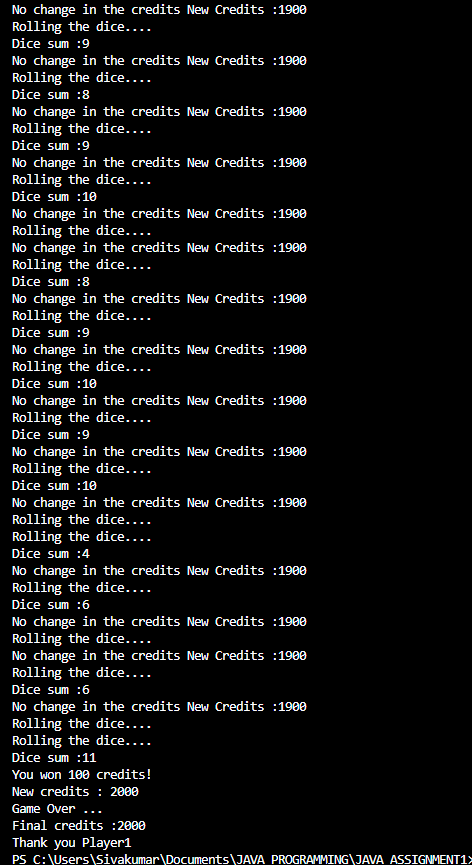 No change in the credits New Credits :1900
Rolling the dice....
Dice sum :9
No change in the credits New Credits :1900
Rolling the dice....
Dice sum :8
No change in the credits New Credits :1900
Rolling the dice....
Dice sum :9
No change in the credits New Credits :1900
Rolling the dice....
Dice sum :10
No change in the credits New Credits :1900
Rolling the dice....
No change in the credits New Credits :1900
Rolling the dice....
Dice sum :8
No change in the credits New Credits :1900
Rolling the dice....
Dice sum :9
No change in the credits New Credits :1900
Rolling the dice....
Dice sum :10
No change in the credits New Credits :1900
Rolling the dice....
Dice sum :9
No change in the credits New Credits :1900
Rolling the dice....
Dice sum :10
No change in the credits New Credits :1900
Rolling the dice....
Rolling the dice....
Dice sum :4
No change in the credits New Credits :1900
Rolling the dice....
Dice sum :6
No change in the credits New Credits :1900
Rolling the dice....
No change in the credits New Credits :1900
Rolling the dice....
Dice sum :6
No change in the credits New Credits :1900
Rolling the dice....
Rolling the dice....
Dice sum :11
You won 100 credits!
New credits : 2000
Game Over ...
Final credits :2000
Thank you Player1
PS C:\Users\Sivakumar\Documents\JAVA PROGRAMMING\JAVA ASSIGNMENT1>